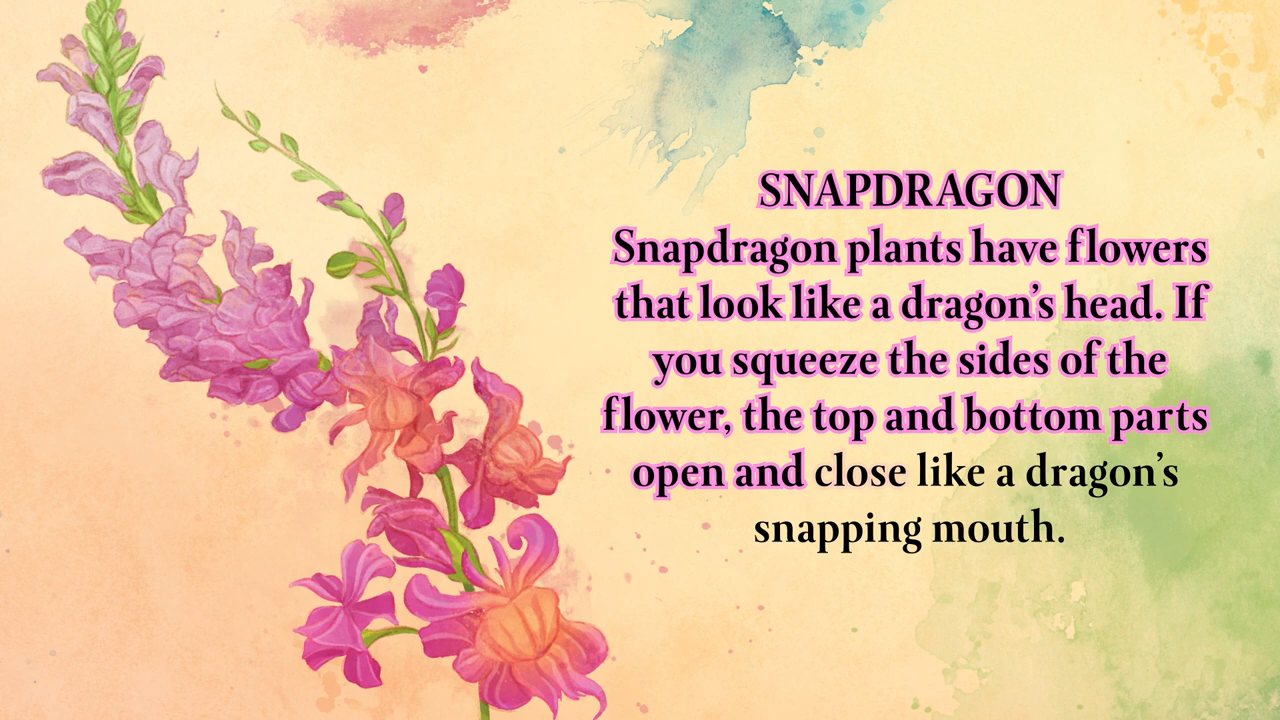 SNAPDRAGON
Snapdragon plants have flowers
that look like a dragon’s head. If
you squeeze the sides of the
flower, the top and bottom parts
open and close like a dragon’s
snapping mouth.